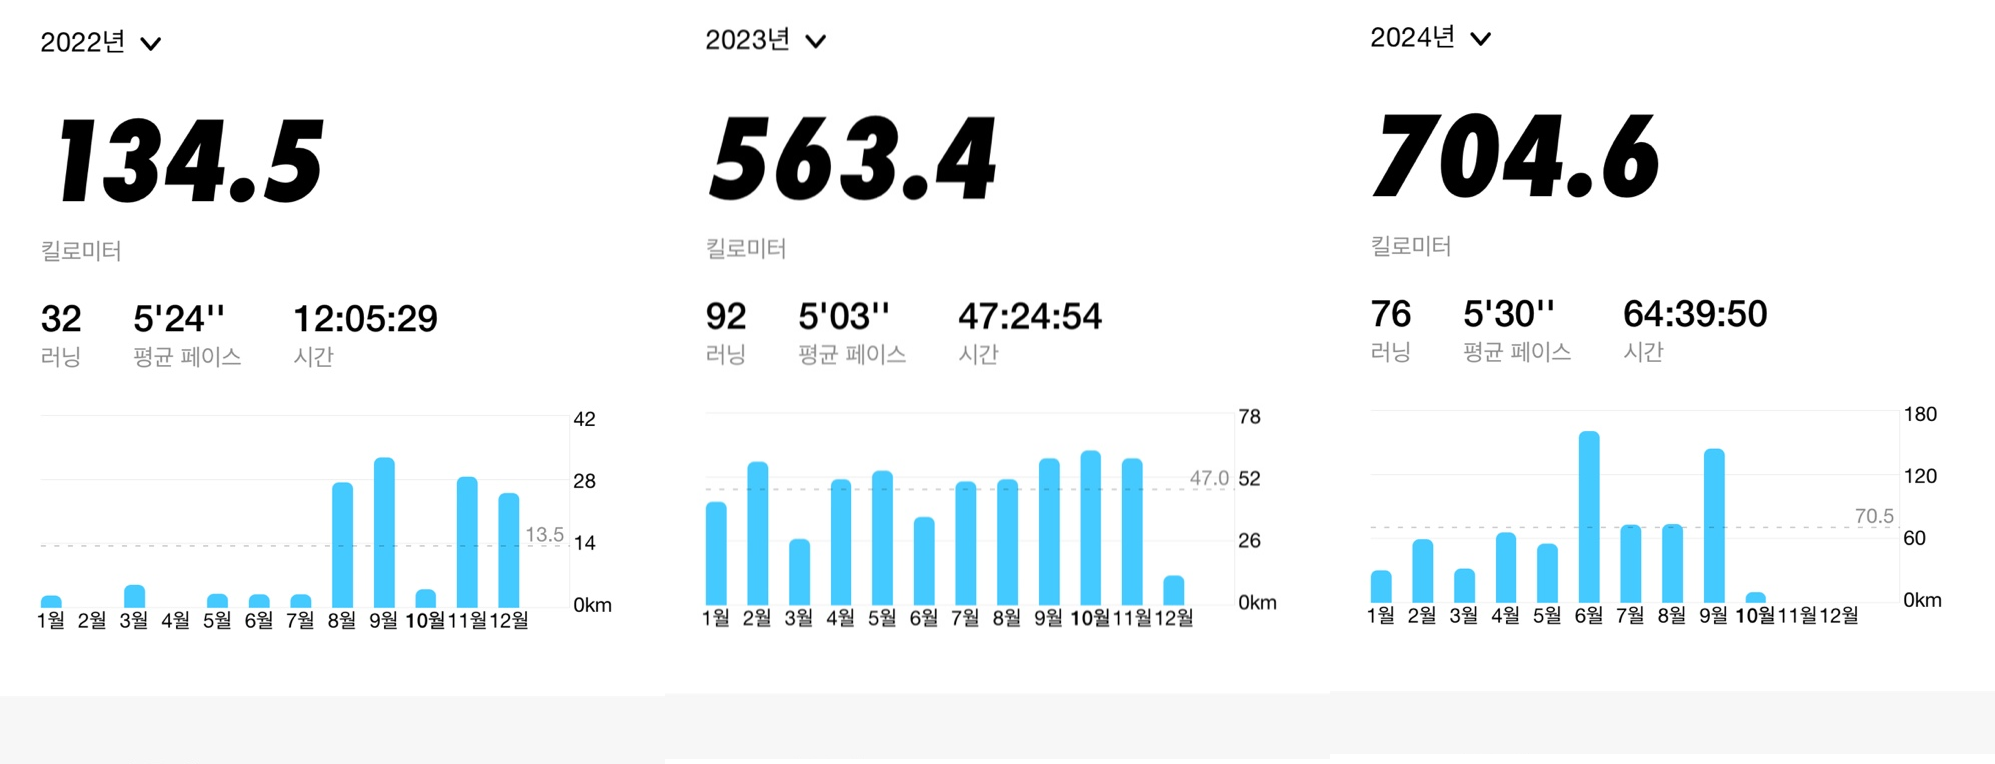 2022년
134.5
킬로미터
32 5'24'' 12:05:29
러닝 평균 페이스 시간
42
28
13.5
14
0km
1월 2월 3월 4월 5월 6월 7월 8월 9월 10월 11월 12월
2023년
563.4
킬로미터
92 5'03'' 47:24:54
러닝 평균 페이스 시간
78
47.0
52
26
0km
1월 2월 3월 4월 5월 6월 7월 8월 9월 10월 11월 12월
2024년
704.6
킬로미터
76 5'30'' 64:39:50
러닝 평균 페이스 시간
180
120
70.5
60
0km
1월 2월 3월 4월 5월 6월 7월 8월 9월 10월 11월 12월